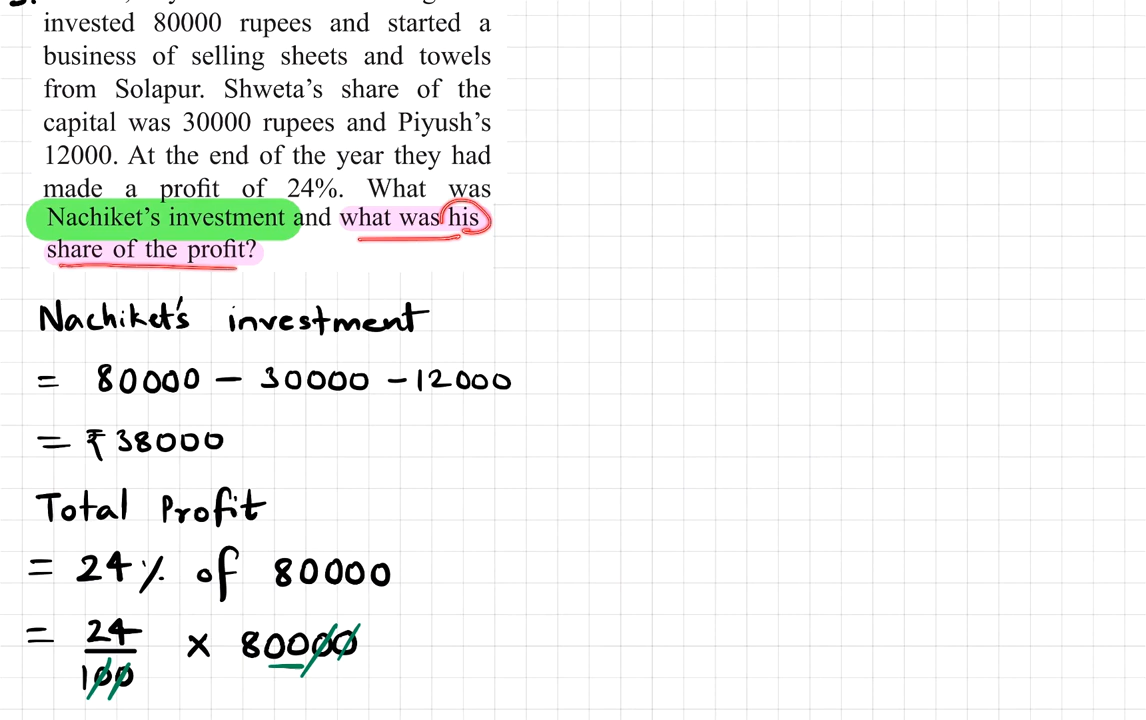 invested 80000 rupees and started a
business of selling sheets and towels
from Solapur. Shweta's share of the
capital was 30000 rupees and Piyush's
12000. At the end of the year they had
made a profit of 24%. What was
Nachiket's investment and what was his
share of the profit?
Nachiket's investment
= 80000 - 30000 - 12000
= ₹38000
Total Profit
= 24% of 80000
= 24/100 x 80000